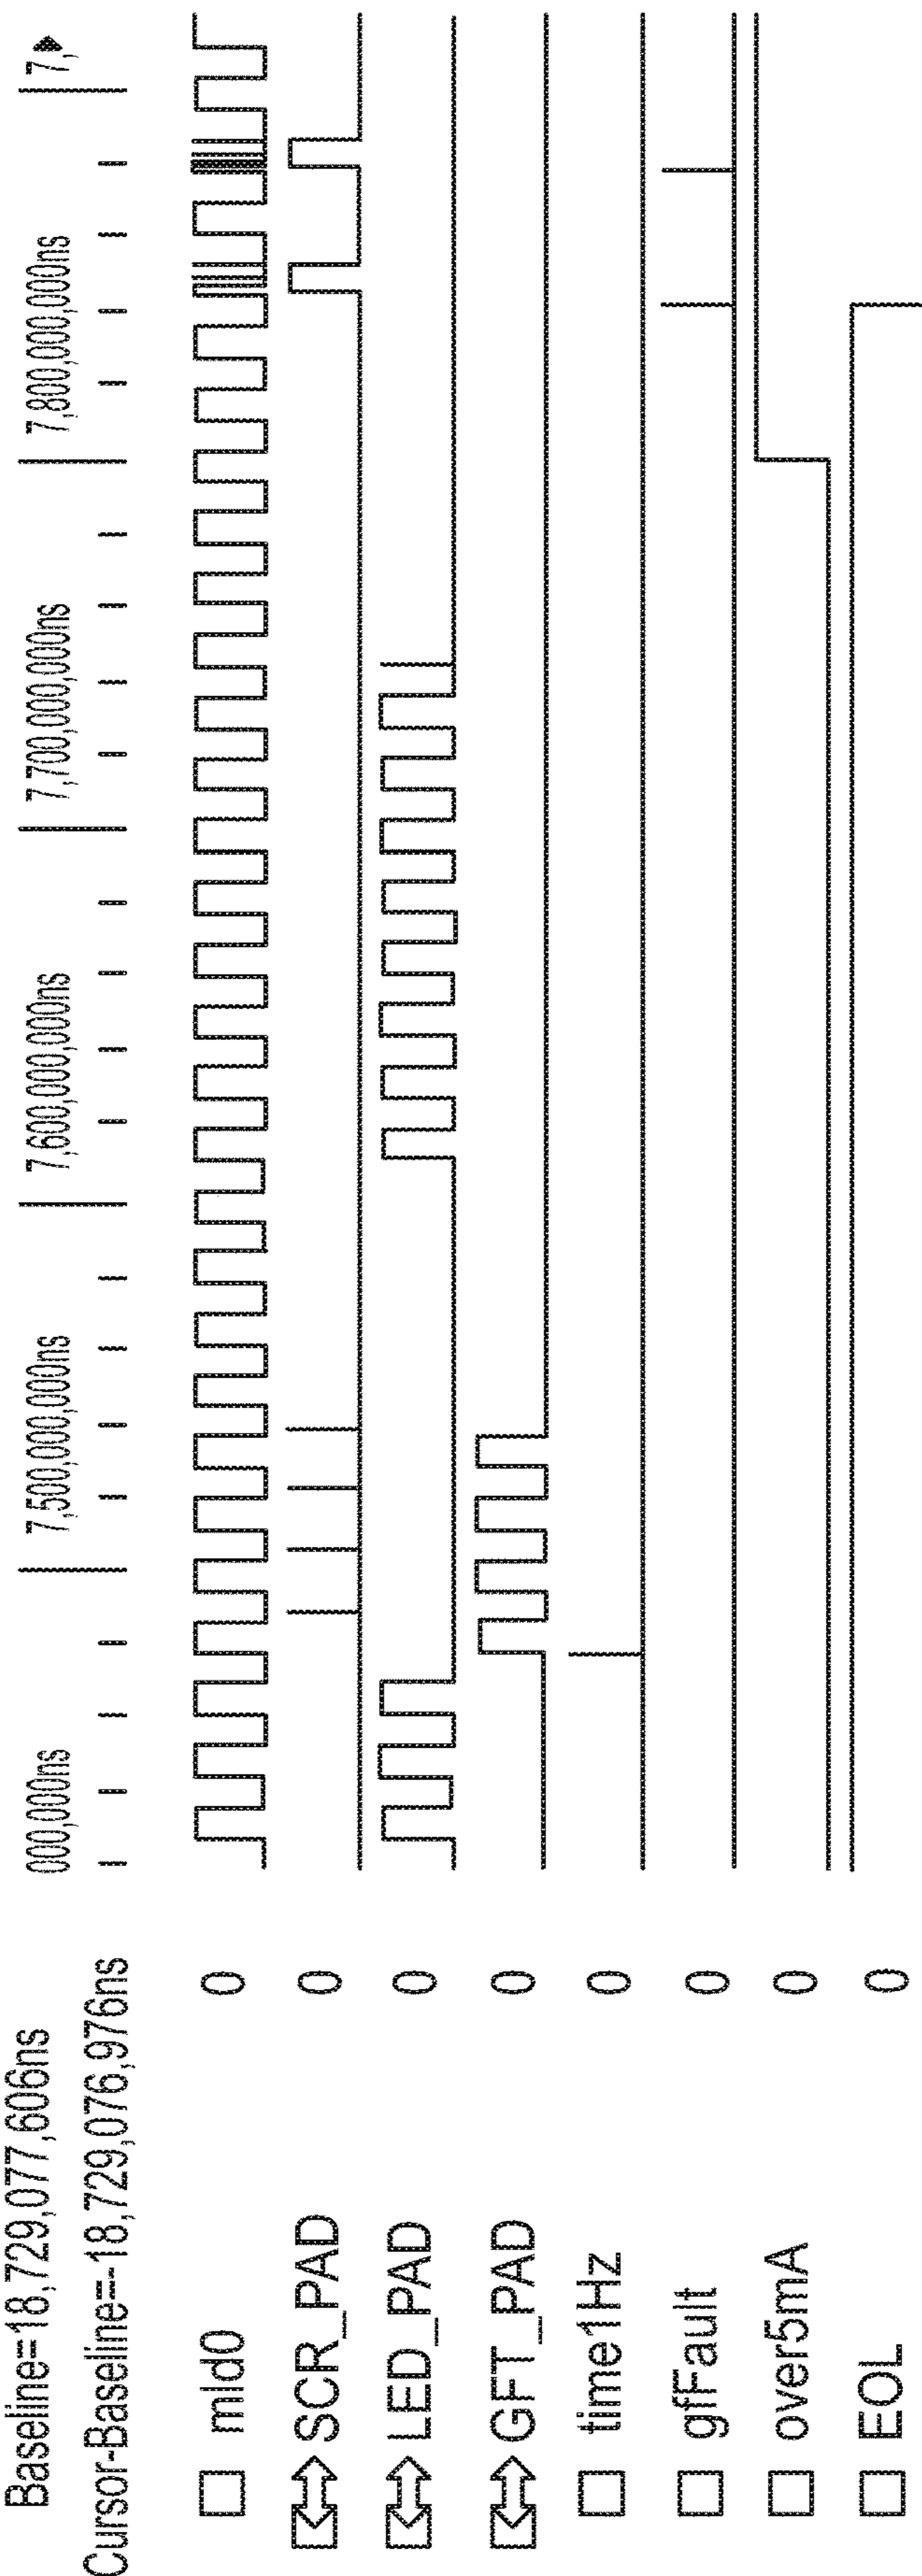 Baseline=18,729,077,606ns
Cursor-Baseline=-18,729,076,976ns
000,000ns 7,500,000,000ns 7,600,000,000ns 7,700,000,000ns 7,800,000,000ns 7,
mld0 0
SCR_PAD 0
LED_PAD 0
GFT_PAD 0
time1Hz 0
gfFault 0
over5mA 0
EOL 0